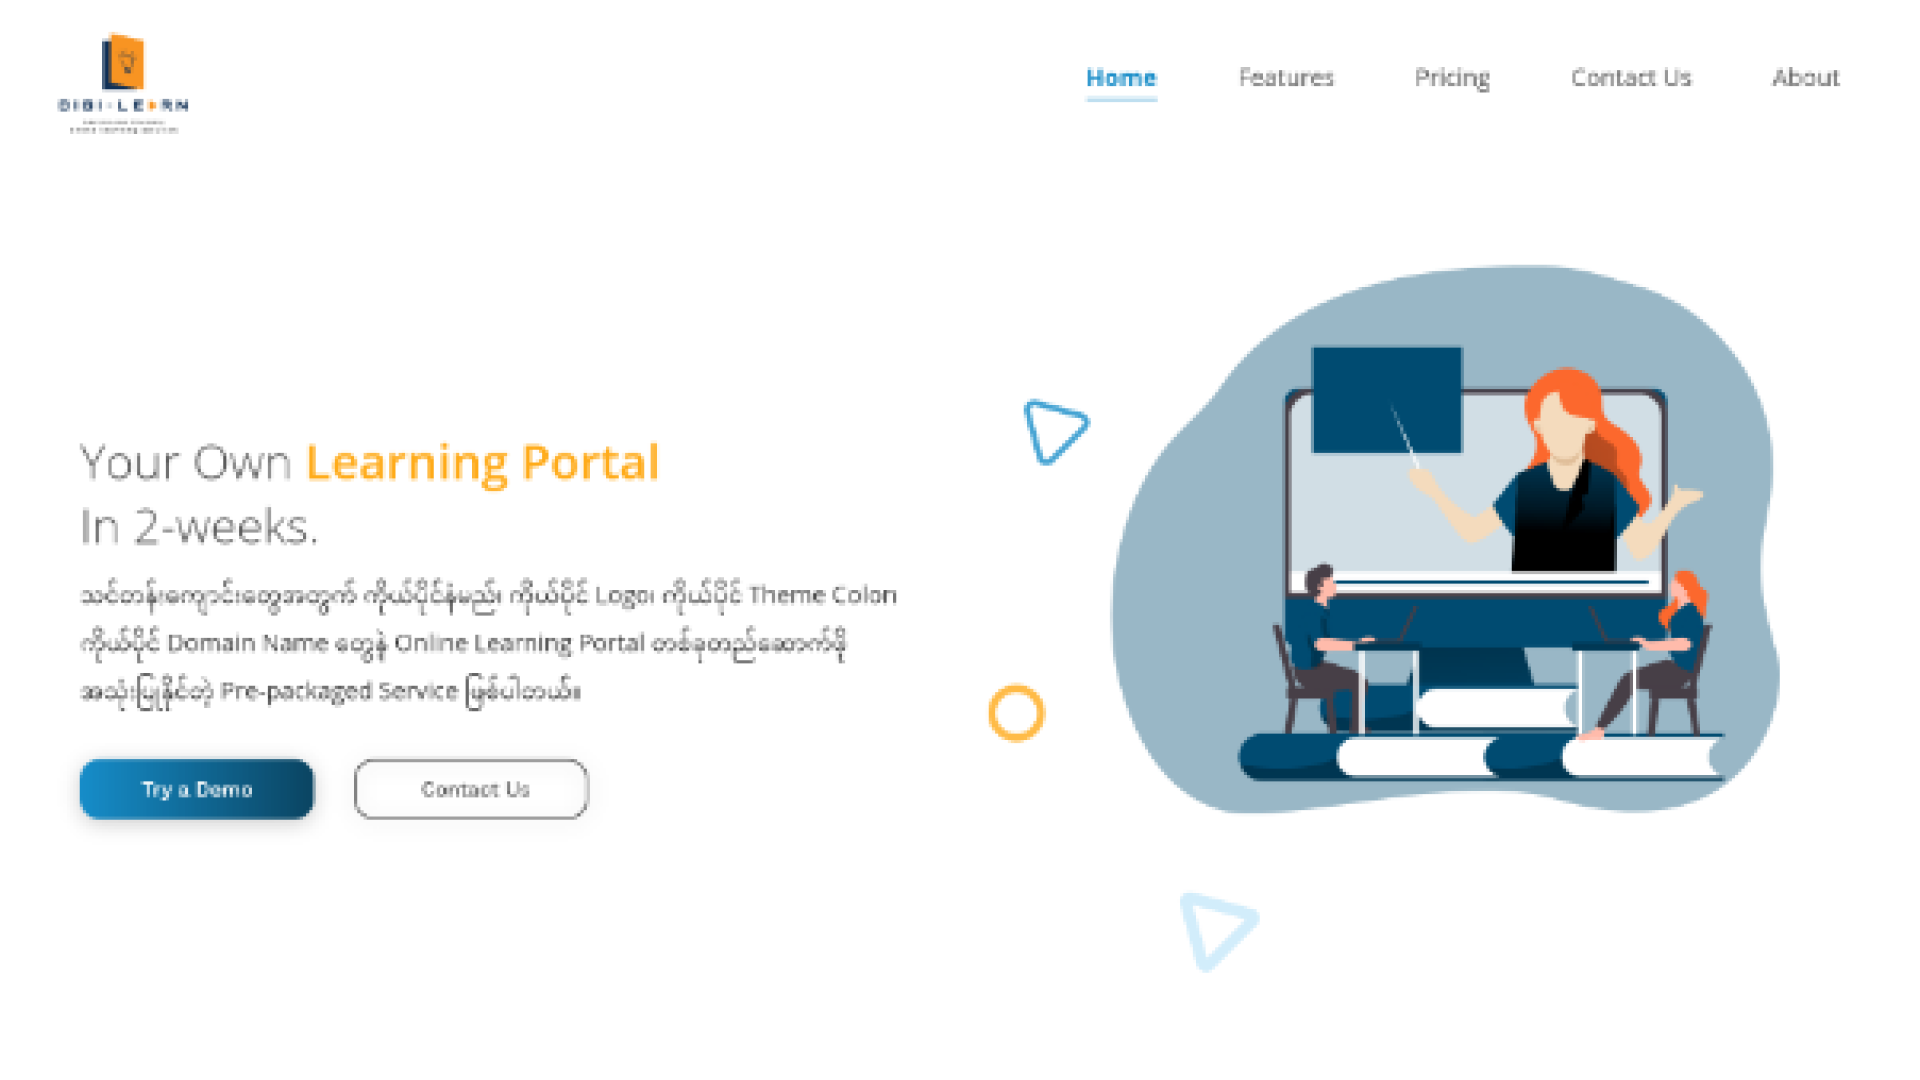 DIGI-LEARN
Home
Features
Pricing
Contact Us
About
Your Own Learning Portal
In 2-weeks.
သင်တန်းကျောင်းတွေအတွက် ကိုယ်ပိုင်နံမည်၊ ကိုယ်ပိုင် Logo၊ ကိုယ်ပိုင် Theme Color၊
ကိုယ်ပိုင် Domain Name တွေနဲ့ Online Learning Portal တစ်ခုတည်ဆောက်ဖို့
အသုံးပြုနိုင်တဲ့ Pre-packaged Service ဖြစ်ပါတယ်။
Try a Demo
Contact Us